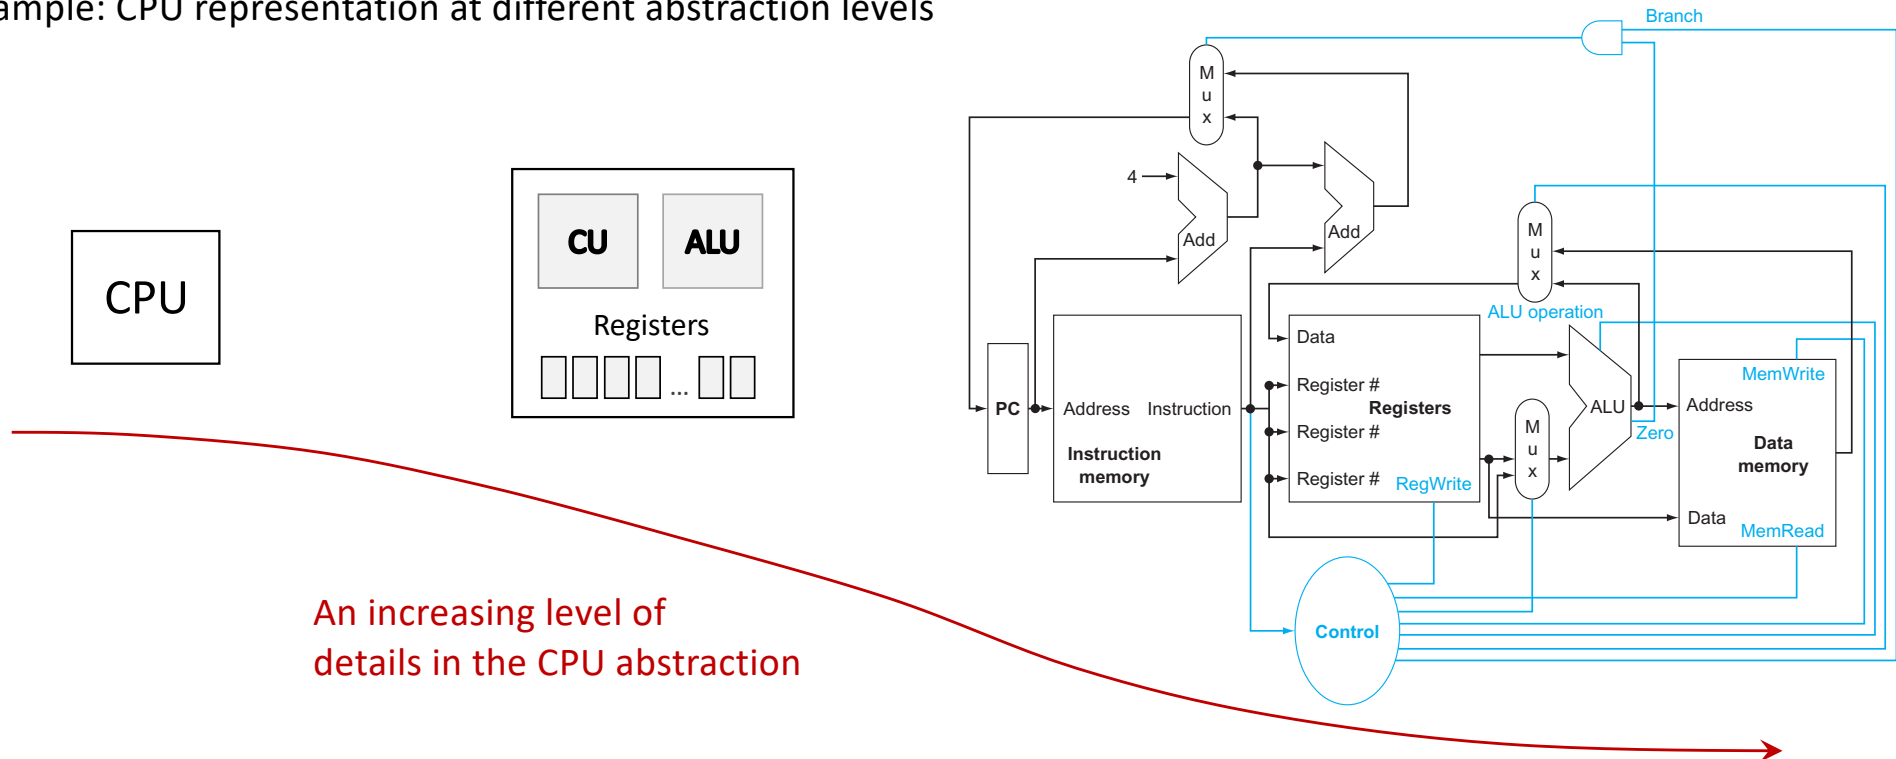 ample: CPU representation at different abstraction levels
CPU
CU
ALU
Registers
...
An increasing level of
details in the CPU abstraction
Branch
M
u
x
4
Add
Add
M
u
x
ALU operation
PC
Address
Instruction
Instruction
memory
Data
Register #
Registers
Register #
Register #
RegWrite
M
u
x
ALU
Zero
MemWrite
Address
Data
memory
Data
MemRead
Control